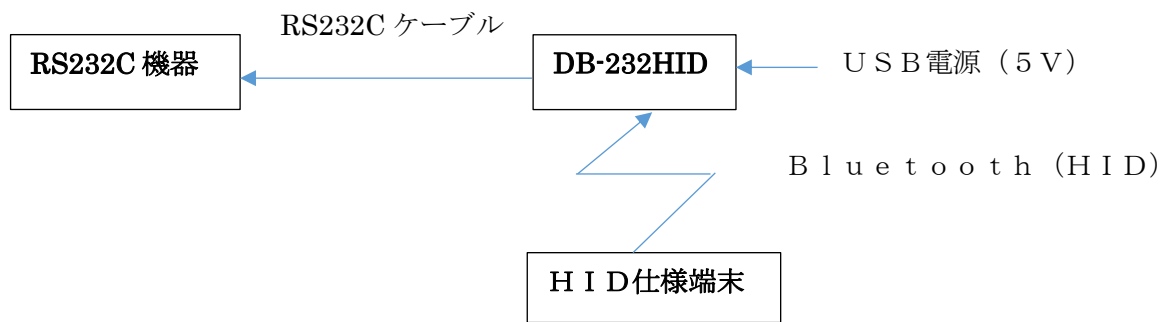 RS232C ケーブル
RS232C 機器
DB-232HID
ＵＳＢ電源（５Ｖ）
Ｂｌｕｅｔｏｏｔｈ（ＨＩＤ）
ＨＩＤ仕様端末